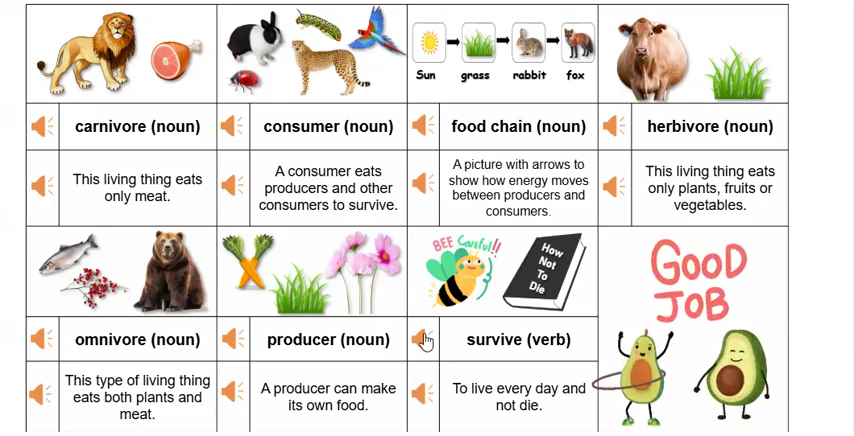 Sun grass rabbit fox
carnivore (noun)
consumer (noun)
food chain (noun)
herbivore (noun)
This living thing eats
only meat.
A consumer eats
producers and other
consumers to survive.
A picture with arrows to
show how energy moves
between producers and
consumers.
This living thing eats
only plants, fruits or
vegetables.
BEE Careful!!
How
Not
To
Die
GOOD
JOB
omnivore (noun)
producer (noun)
survive (verb)
This type of living thing
eats both plants and
meat.
A producer can make
its own food.
To live every day and
not die.